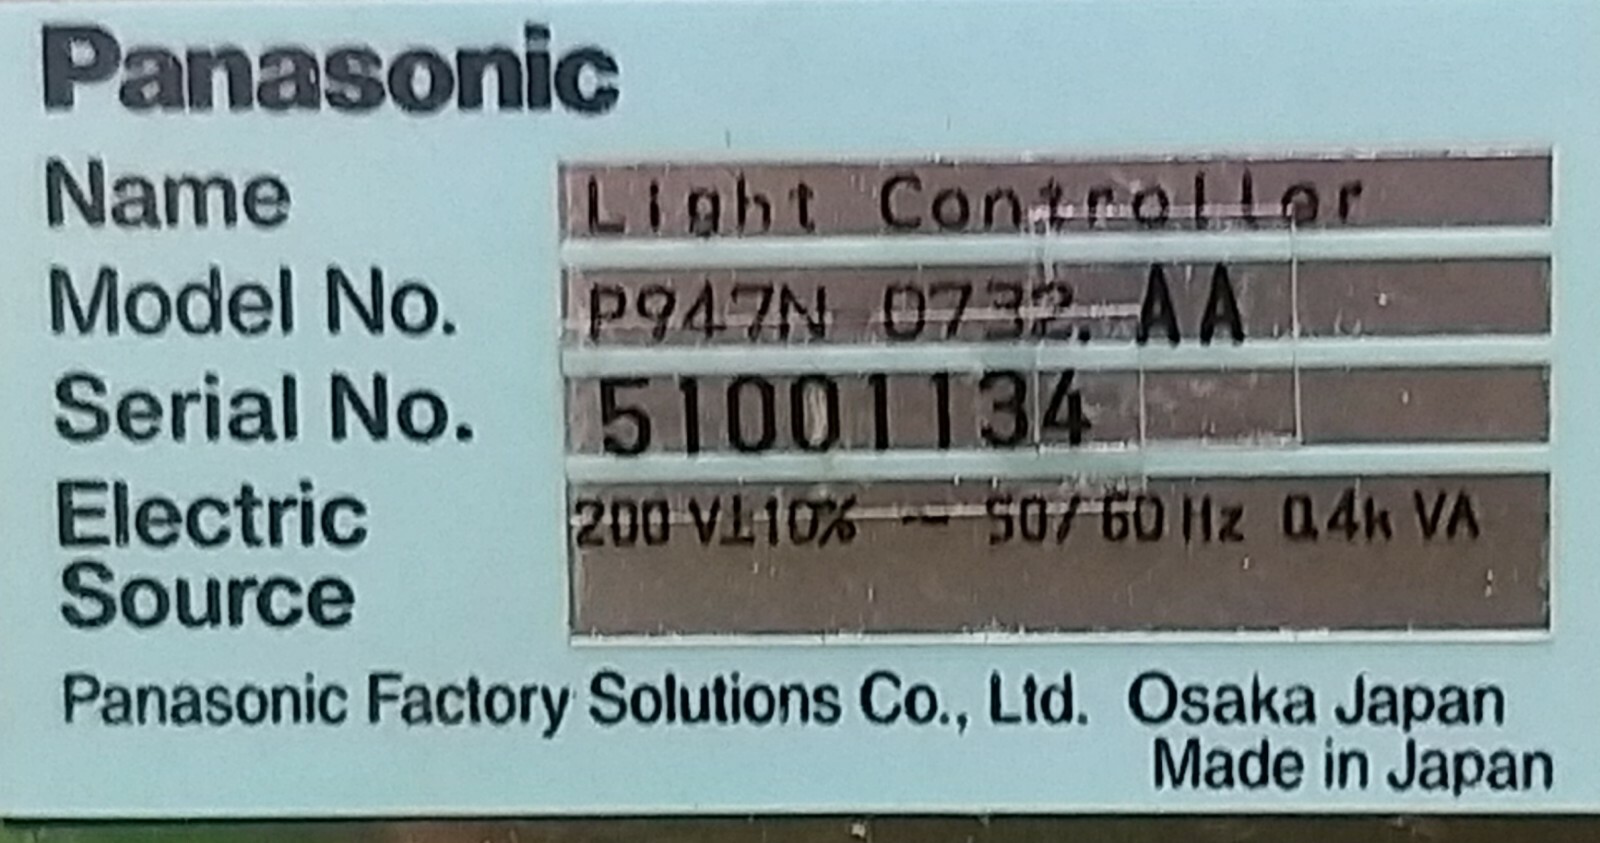 Panasonic
Name Light Controller
Model No. P947N 0732. AA
Serial No. 51001134
Electric Source 200 V±10% ~ 50/60 Hz 0.4k VA
Panasonic Factory Solutions Co., Ltd. Osaka Japan
Made in Japan